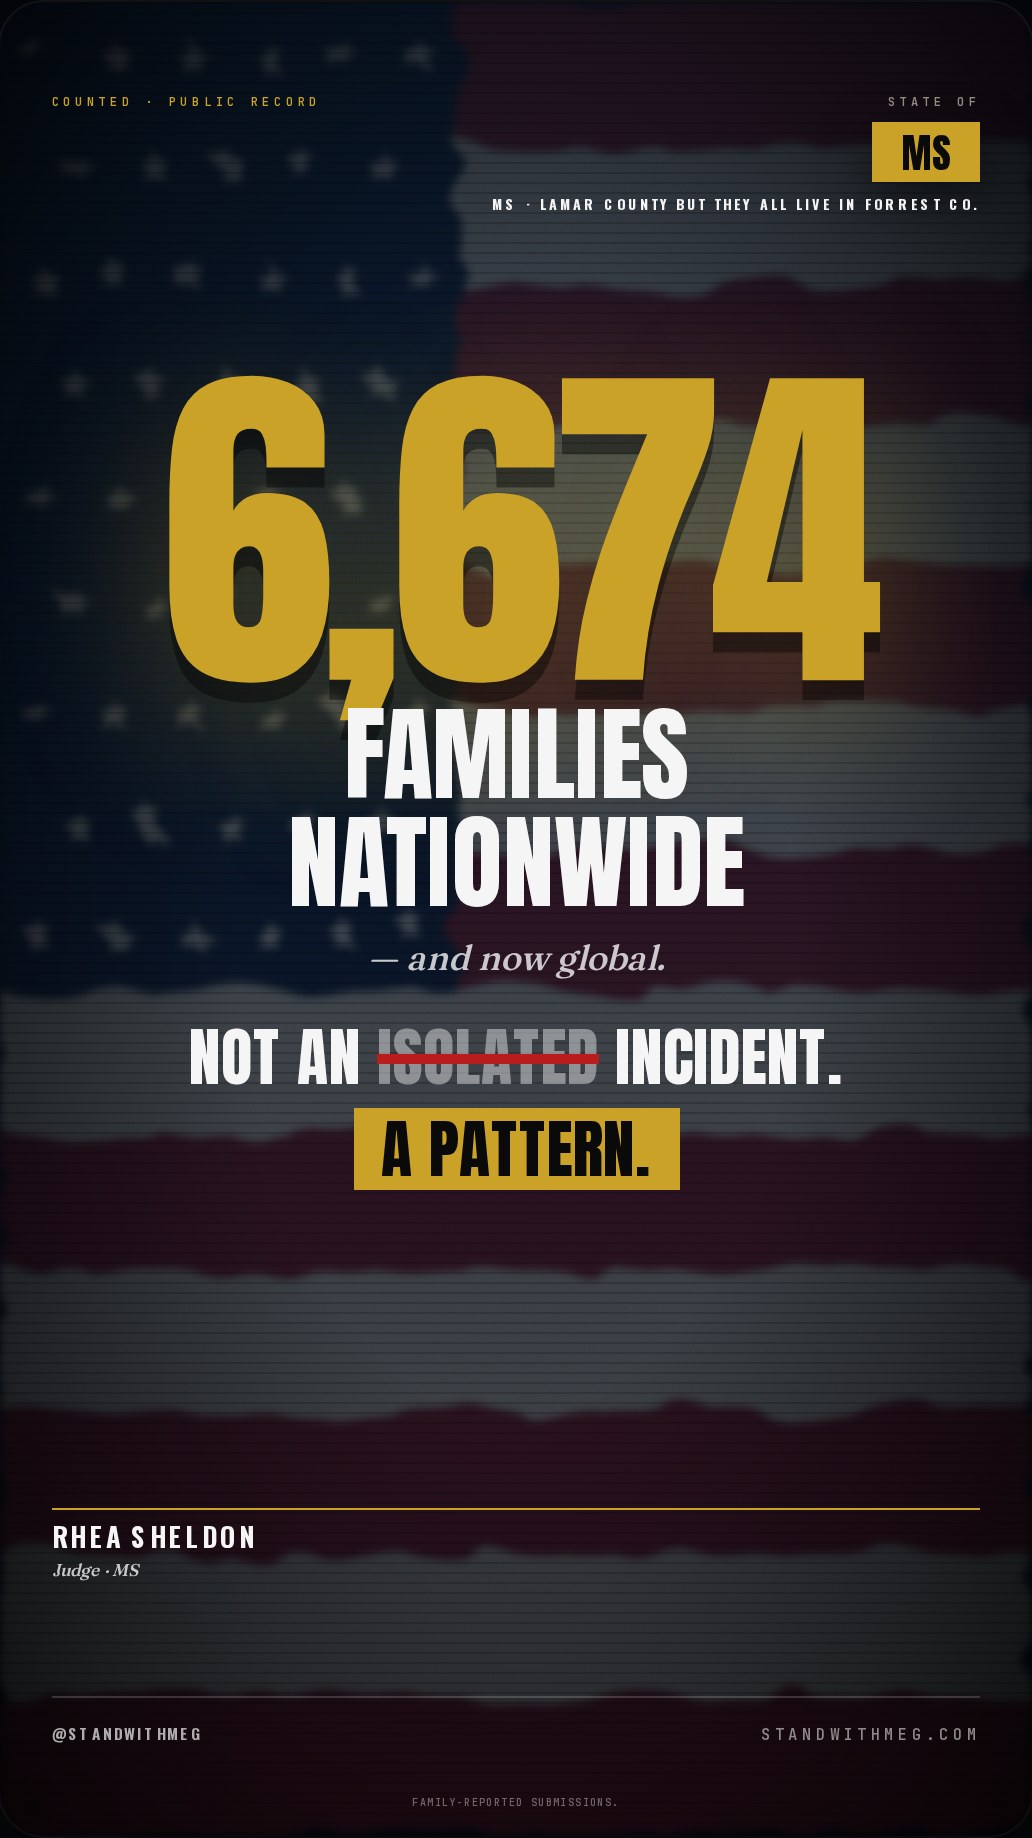 COUNTED · PUBLIC RECORD
STATE OF
MS
MS · LAMAR COUNTY BUT THEY ALL LIVE IN FORREST CO.
6,674
FAMILIES
NATIONWIDE
— and now global.
NOT AN ISOLATED INCIDENT.
A PATTERN.
RHEA SHELDON
Judge · MS
@STANDWITHMEG
STANDWITHMEG.COM
FAMILY-REPORTED SUBMISSIONS.